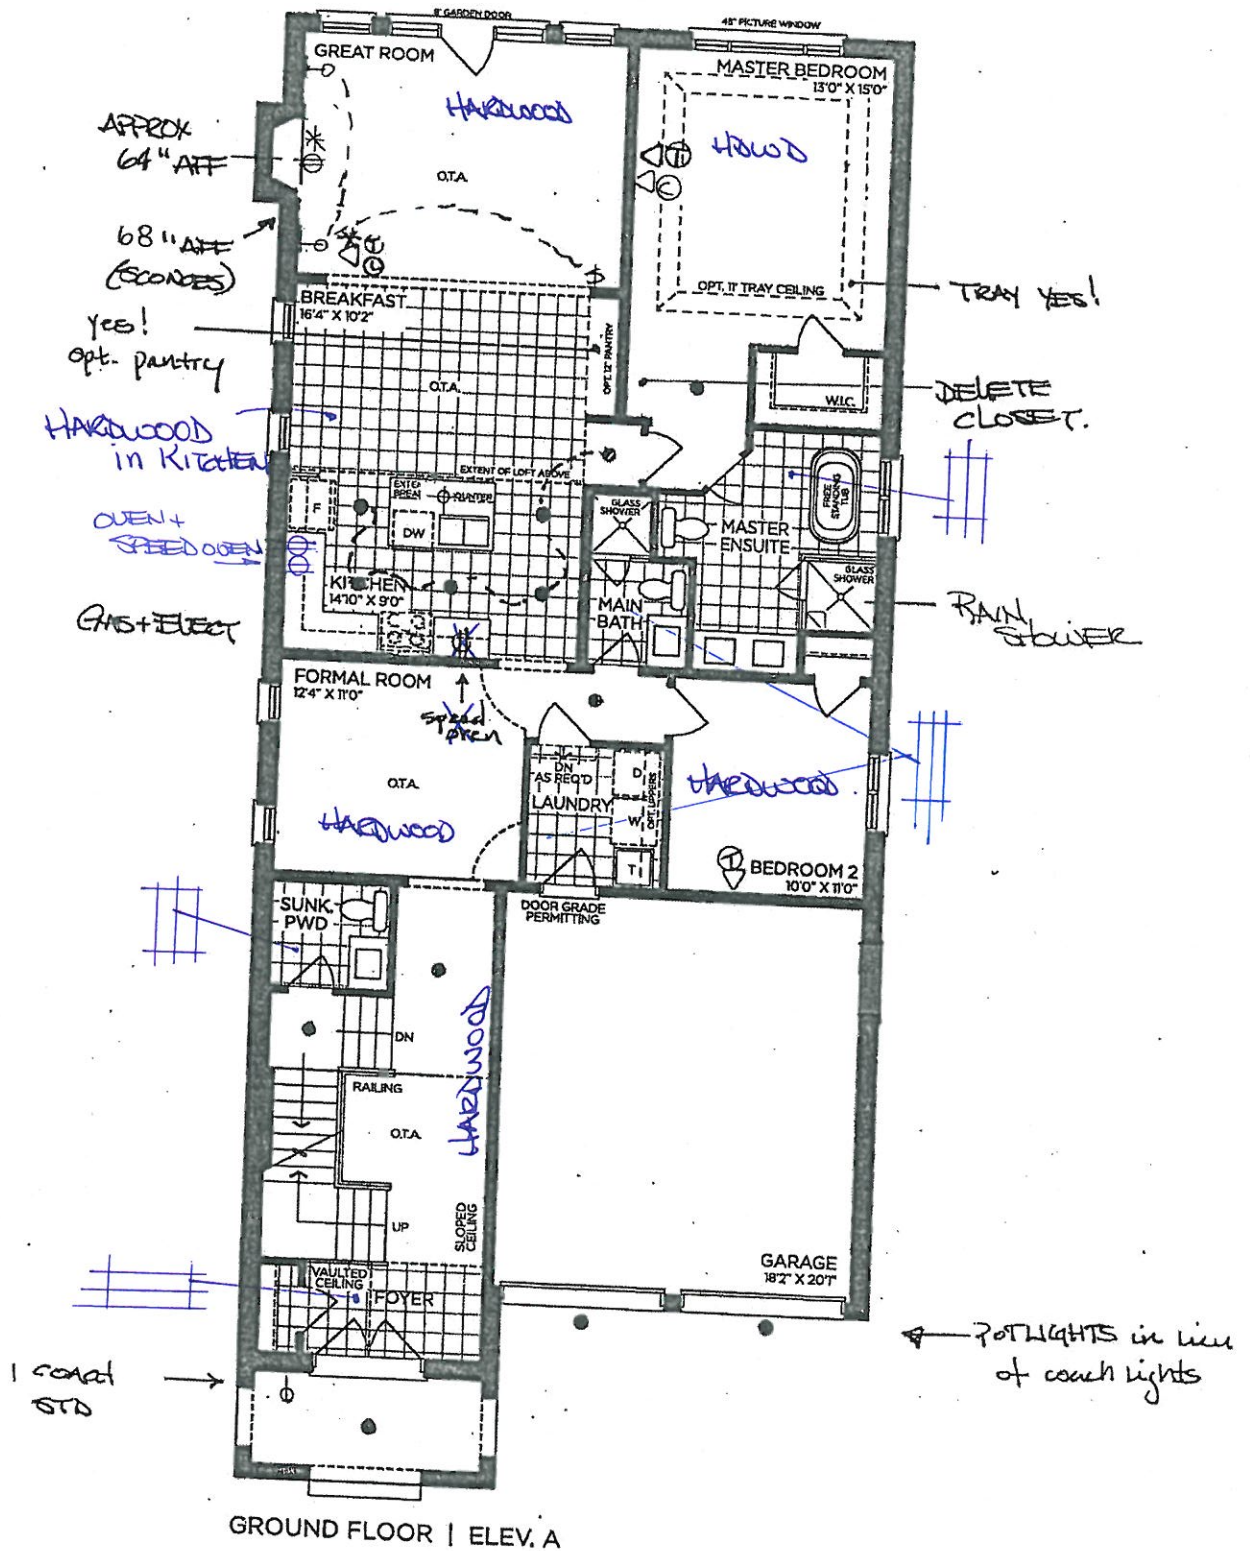 8' GARDEN DOOR
48" PICTURE WINDOW
GREAT ROOM
HARDWOOD
O.T.A.
MASTER BEDROOM
13'0" X 15'0"
HDWD
T
C
APPROX
64" AFF
68" AFF
(SCONCES)
T
C
$
OPT. 11' TRAY CEILING
TRAY YES!
BREAKFAST
16'4" X 10'2"
yes!
opt. pantry
OPT. 12" PANTRY
O.T.A.
W.I.C.
DELETE
CLOSET.
HARDWOOD
in KITCHEN
EXTENT OF LOFT ABOVE
F
DW
GLASS
SHOWER
FREE
STANDING
TUB
MASTER
ENSUITE
OVEN +
SPEED OVEN
KITCHEN
14'10" X 9'0"
GAS + ELECT
MAIN
BATH
GLASS
SHOWER
RAIN
SHOWER
FORMAL ROOM
12'4" X 11'0"
speed
oven
O.T.A.
HARDWOOD
DN
AS REQ'D
LAUNDRY
D
W
T
OPT. UPPERS
HARDWOOD
T
BEDROOM 2
10'0" X 11'0"
DOOR GRADE
PERMITTING
SUNK.
PWD
HARDWOOD
DN
RAILING
O.T.A.
UP
SLOPED
CEILING
VAULTED
CEILING
FOYER
GARAGE
18'2" X 20'7"
POTLIGHTS in lieu
of coach lights
1 COACH
STD
GROUND FLOOR | ELEV. A